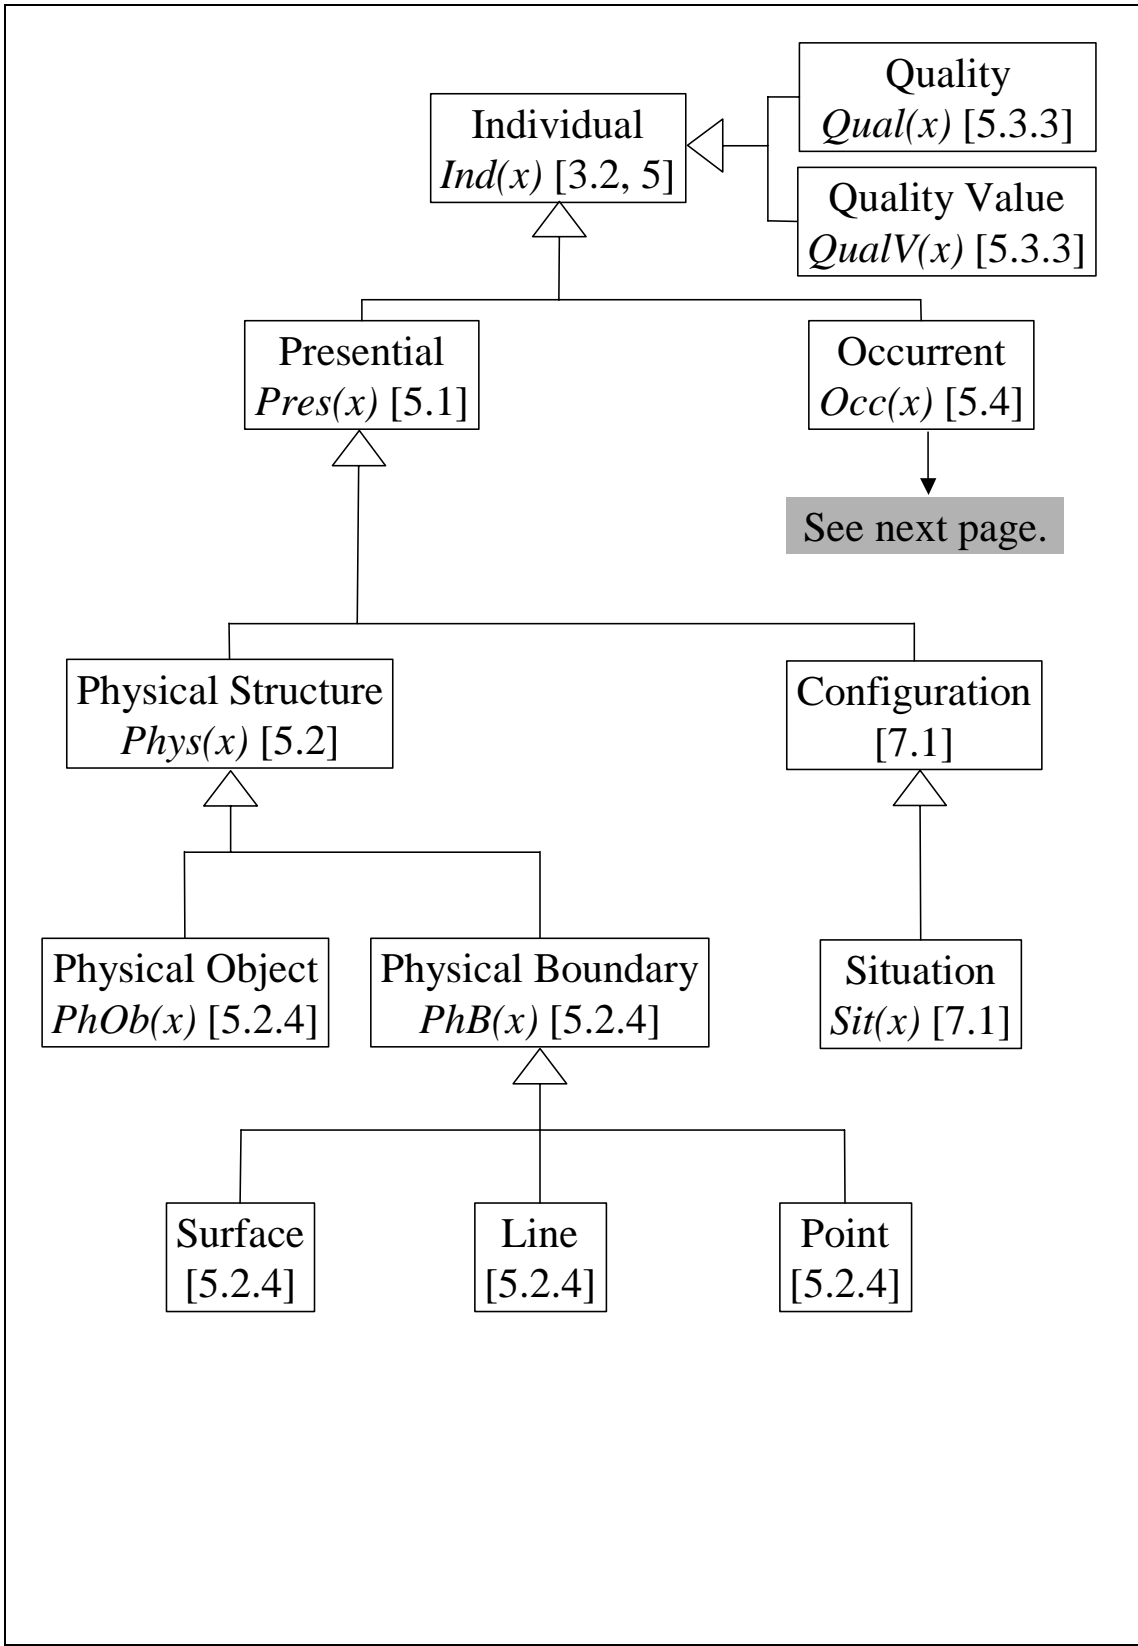 Quality
Qual(x) [5.3.3]
Individual
Ind(x) [3.2, 5]
Quality Value
QualV(x) [5.3.3]
Presential
Pres(x) [5.1]
Occurrent
Occ(x) [5.4]
See next page.
Physical Structure
Phys(x) [5.2]
Configuration
[7.1]
Physical Object
PhOb(x) [5.2.4]
Physical Boundary
PhB(x) [5.2.4]
Situation
Sit(x) [7.1]
Surface
[5.2.4]
Line
[5.2.4]
Point
[5.2.4]